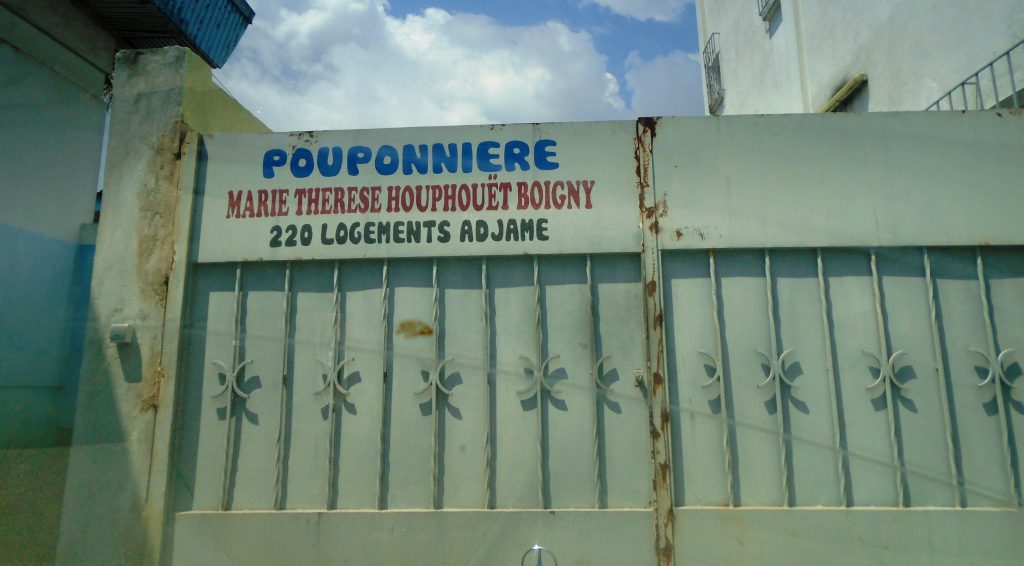 POUPONNIERE
MARIE THERESE HOUPHOUËT BOIGNY
220 LOGEMENTS ADJAME